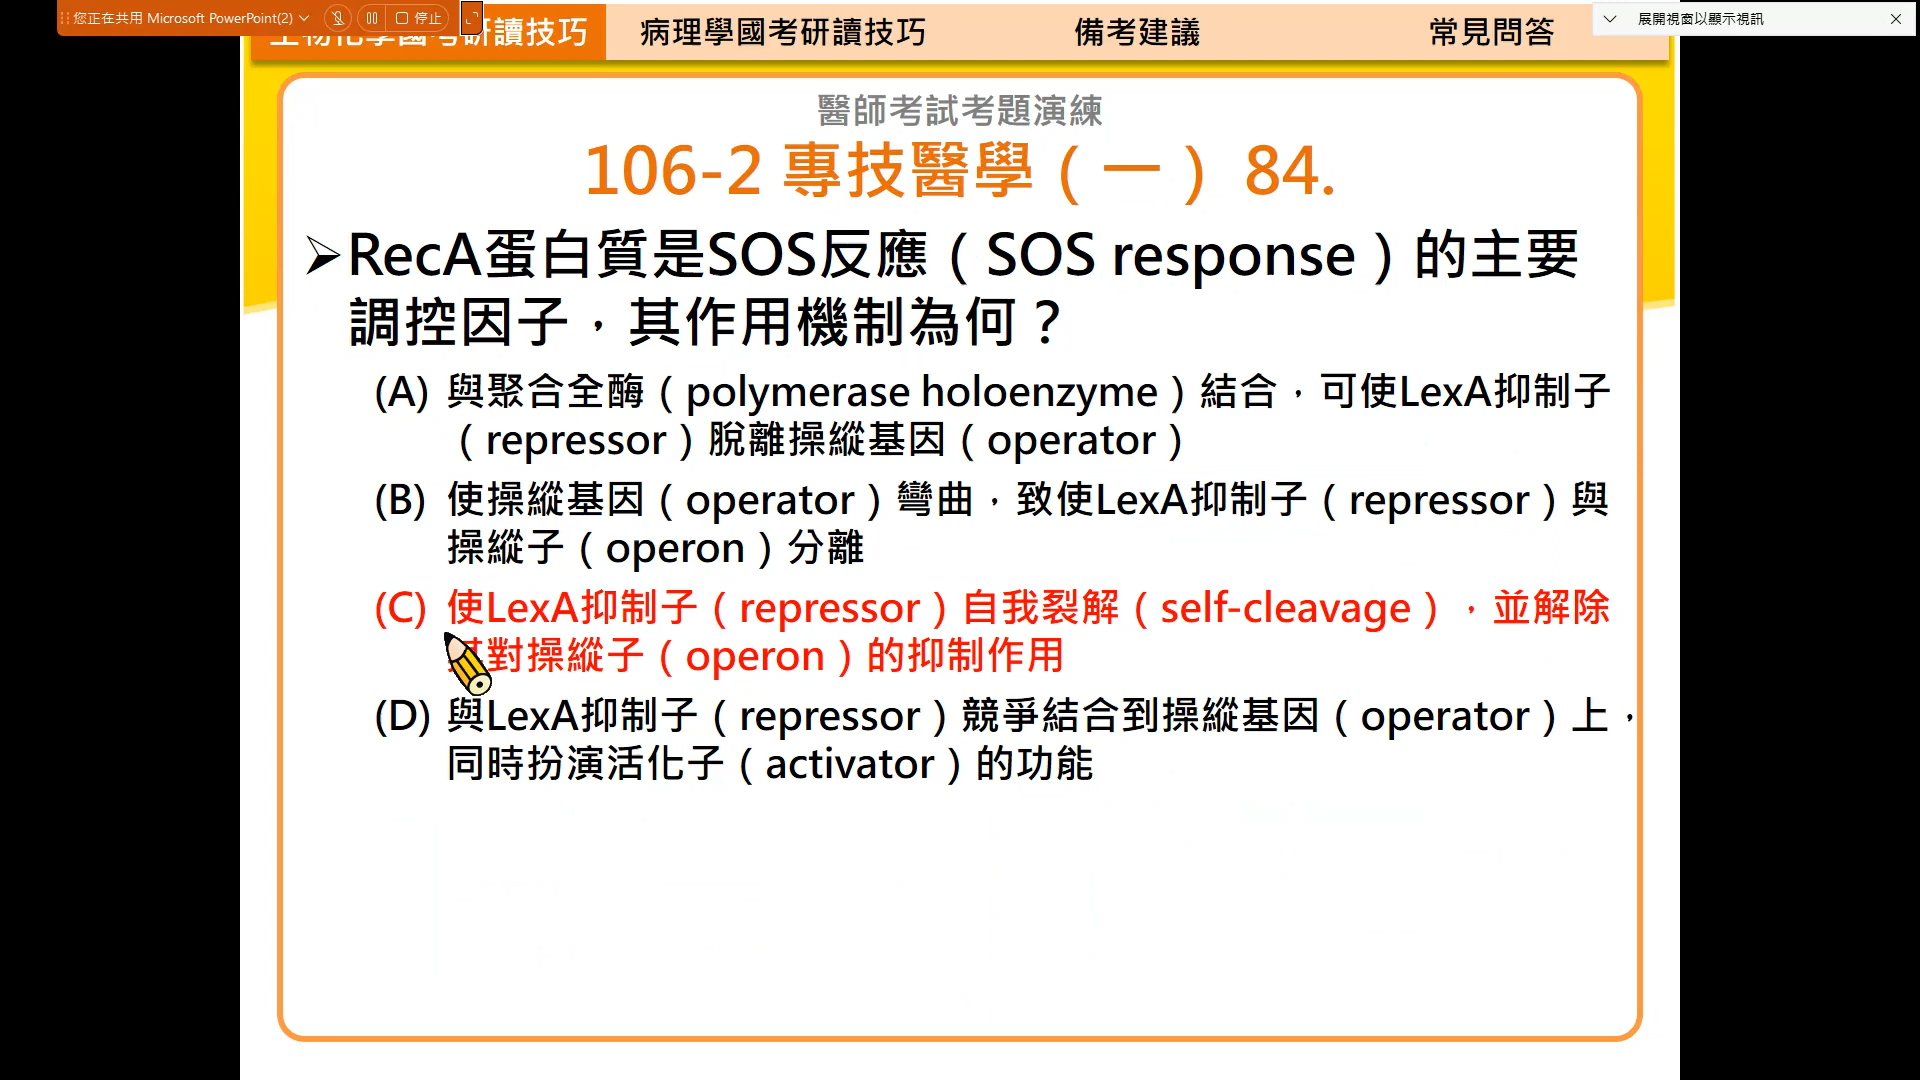 您正在共用 Microsoft PowerPoint(2)
停止
展開視窗以顯示視訊
生物化學國考研讀技巧
病理學國考研讀技巧
備考建議
常見問答
醫師考試考題演練
106-2 專技醫學（一） 84.
➢RecA蛋白質是SOS反應（SOS response）的主要
調控因子，其作用機制為何？
(A) 與聚合全酶（polymerase holoenzyme）結合，可使LexA抑制子
（repressor）脫離操縱基因（operator）
(B) 使操縱基因（operator）彎曲，致使LexA抑制子（repressor）與
操縱子（operon）分離
(C) 使LexA抑制子（repressor）自我裂解（self-cleavage），並解除
其對操縱子（operon）的抑制作用
(D) 與LexA抑制子（repressor）競爭結合到操縱基因（operator）上，
同時扮演活化子（activator）的功能